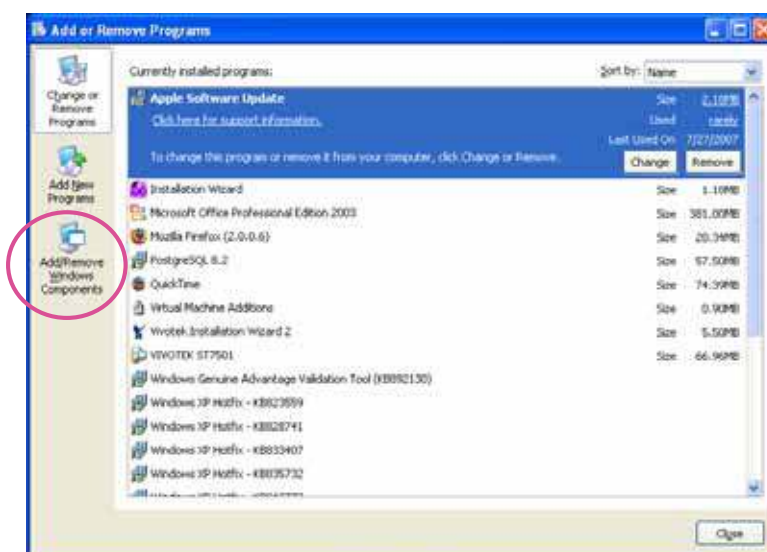 Add or Remove Programs
Change or Remove Programs
Add New Programs
Add/Remove Windows Components
Currently installed programs:
Sort by: Name
Apple Software Update Size 2.10MB
Click here for support information. Used rarely
Last Used On 7/27/2007
To change this program or remove it from your computer, click Change or Remove.
Change Remove
Installation Wizard Size 1.10MB
Microsoft Office Professional Edition 2003 Size 381.00MB
Mozilla Firefox (2.0.0.6) Size 20.34MB
PostgreSQL 8.2 Size 57.50MB
QuickTime Size 74.39MB
Virtual Machine Additions Size 0.90MB
Vivotek Installation Wizard 2 Size 5.50MB
VIVOTEK ST7501 Size 66.96MB
Windows Genuine Advantage Validation Tool (KB892130)
Windows XP Hotfix - KB823559
Windows XP Hotfix - KB828741
Windows XP Hotfix - KB833407
Windows XP Hotfix - KB835732
Close